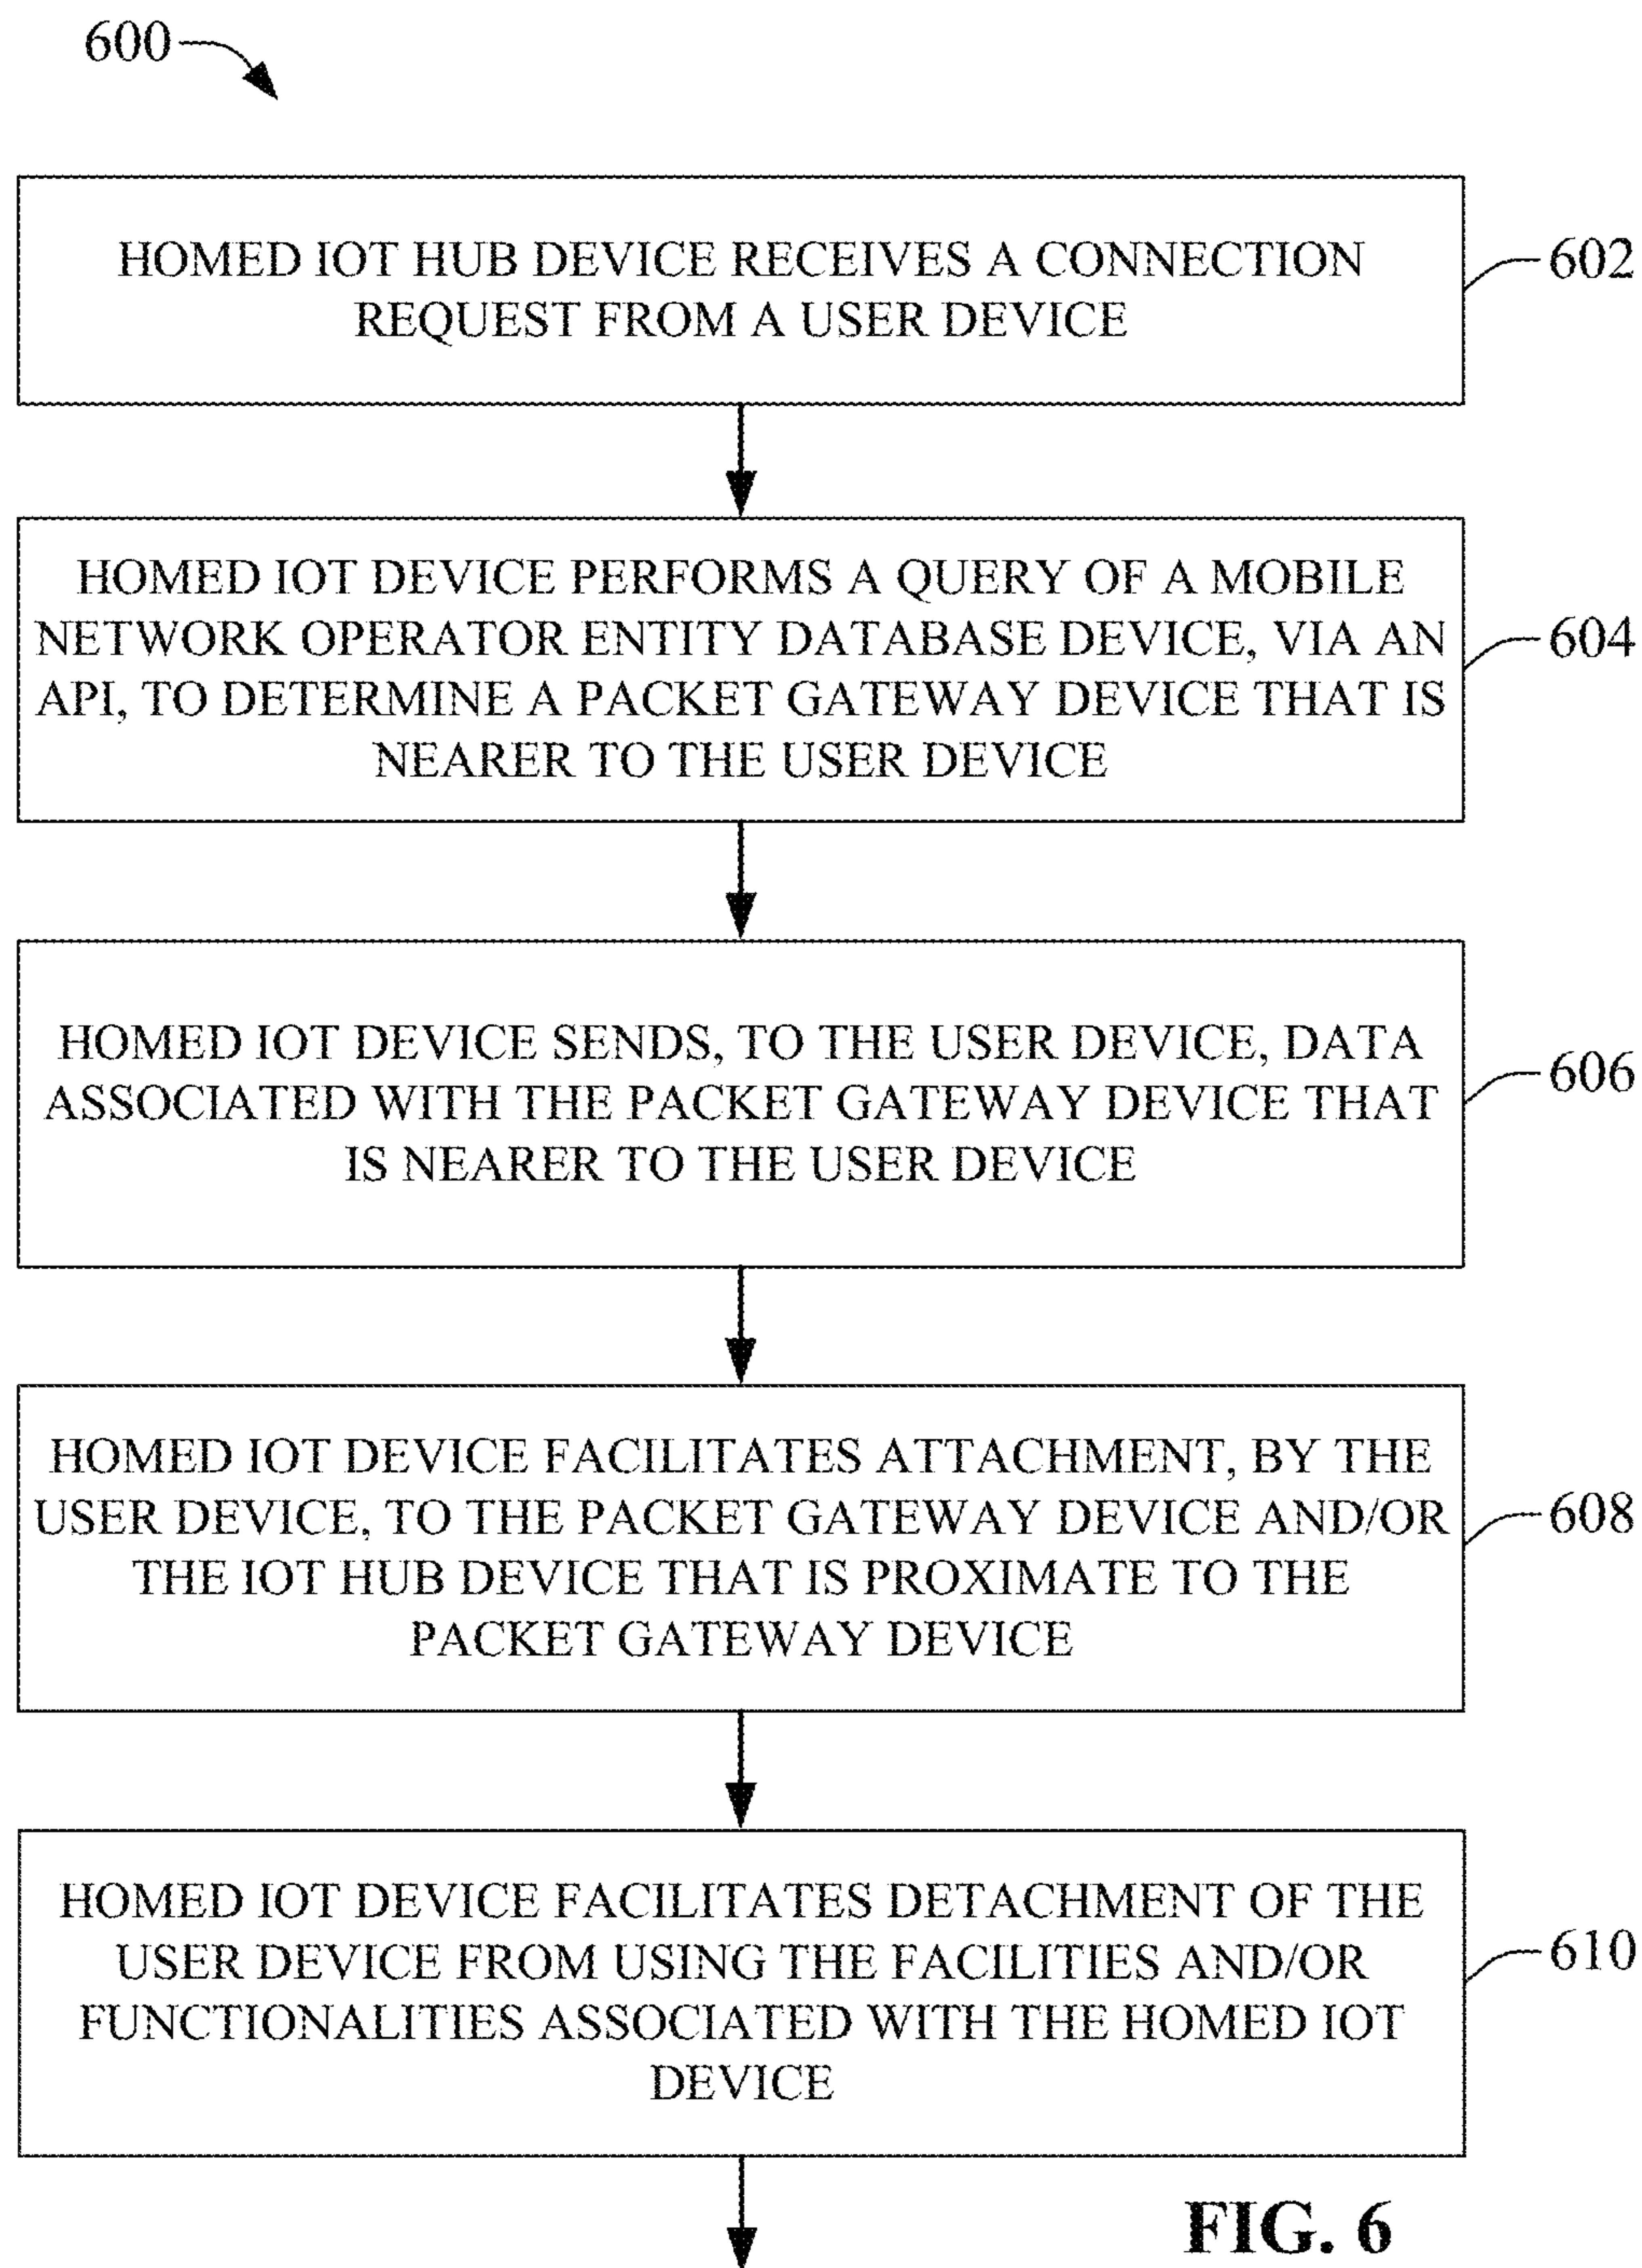 600
HOMED IOT HUB DEVICE RECEIVES A CONNECTION
REQUEST FROM A USER DEVICE
602
HOMED IOT DEVICE PERFORMS A QUERY OF A MOBILE
NETWORK OPERATOR ENTITY DATABASE DEVICE, VIA AN
API, TO DETERMINE A PACKET GATEWAY DEVICE THAT IS
NEARER TO THE USER DEVICE
604
HOMED IOT DEVICE SENDS, TO THE USER DEVICE, DATA
ASSOCIATED WITH THE PACKET GATEWAY DEVICE THAT
IS NEARER TO THE USER DEVICE
606
HOMED IOT DEVICE FACILITATES ATTACHMENT, BY THE
USER DEVICE, TO THE PACKET GATEWAY DEVICE AND/OR
THE IOT HUB DEVICE THAT IS PROXIMATE TO THE
PACKET GATEWAY DEVICE
608
HOMED IOT DEVICE FACILITATES DETACHMENT OF THE
USER DEVICE FROM USING THE FACILITIES AND/OR
FUNCTIONALITIES ASSOCIATED WITH THE HOMED IOT
DEVICE
610
FIG. 6